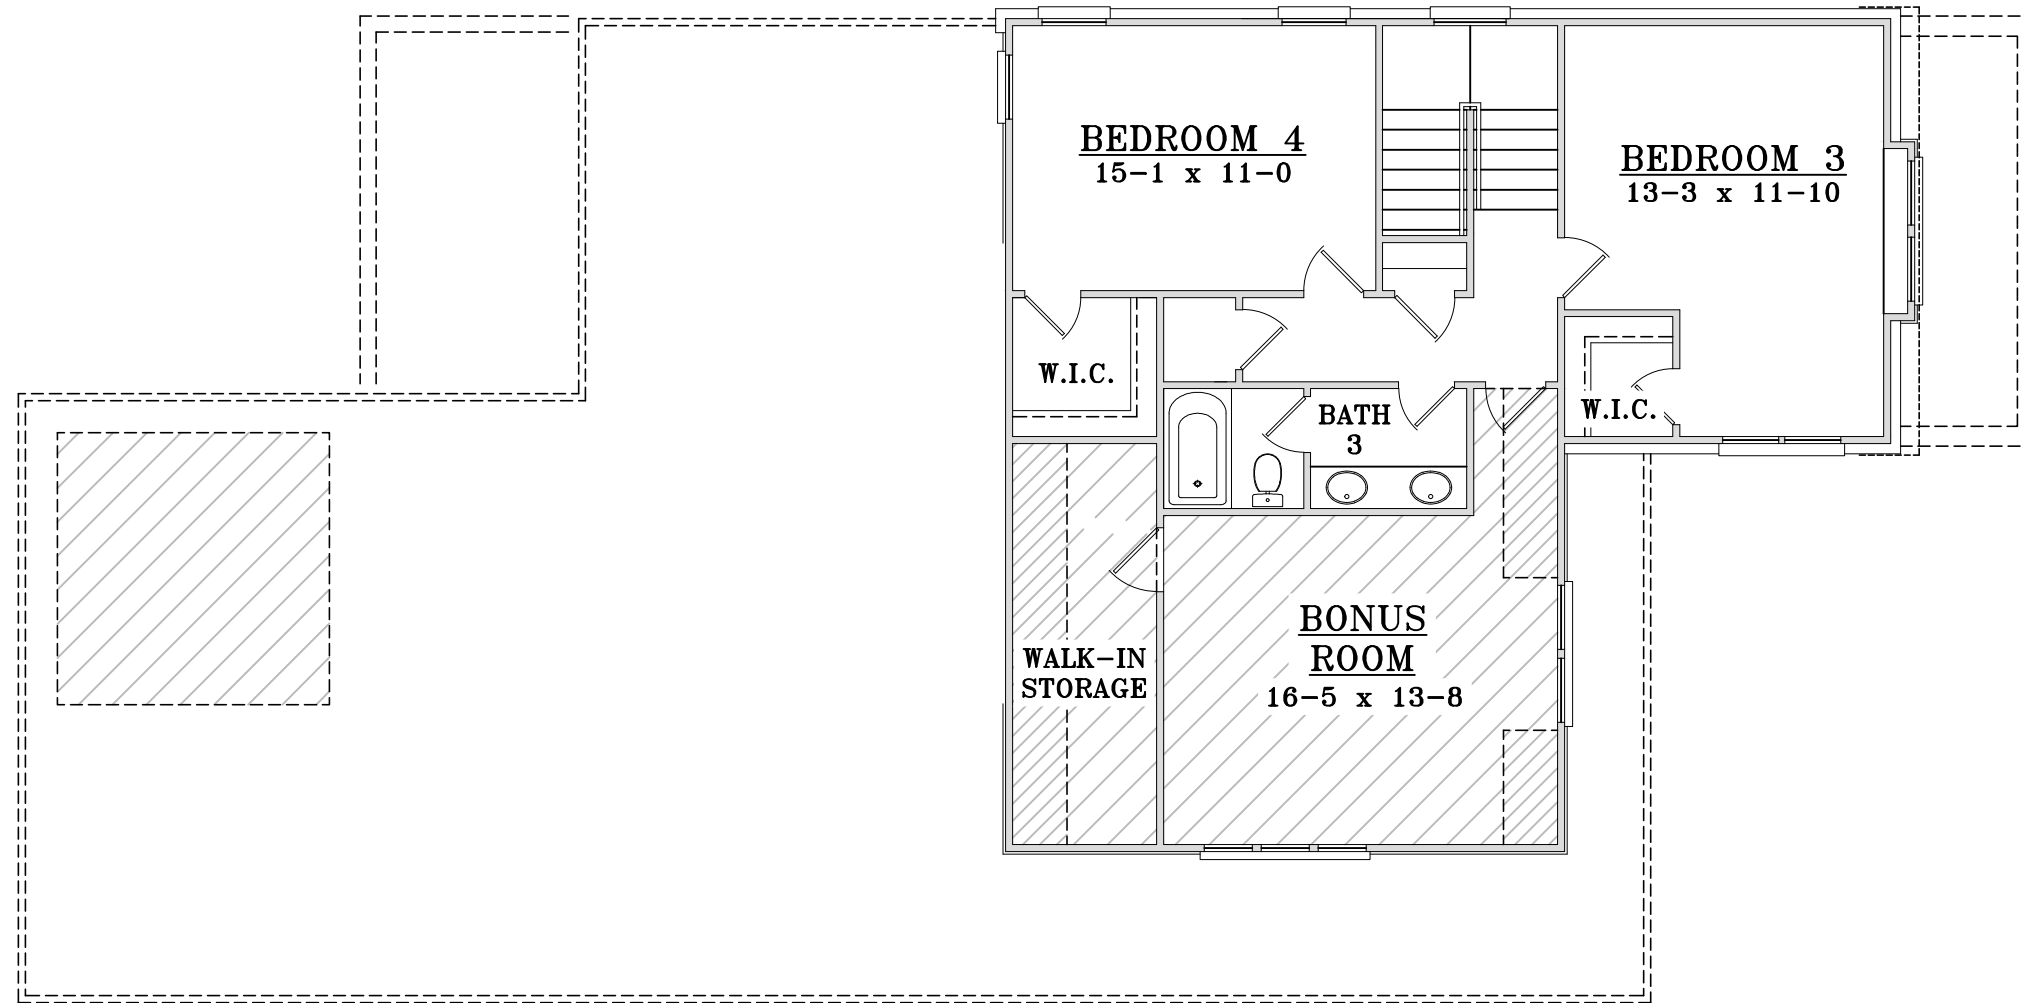 BEDROOM 4
15-1 x 11-0
BEDROOM 3
13-3 x 11-10
W.I.C.
BATH
3
W.I.C.
BONUS
ROOM
16-5 x 13-8
WALK-IN
STORAGE